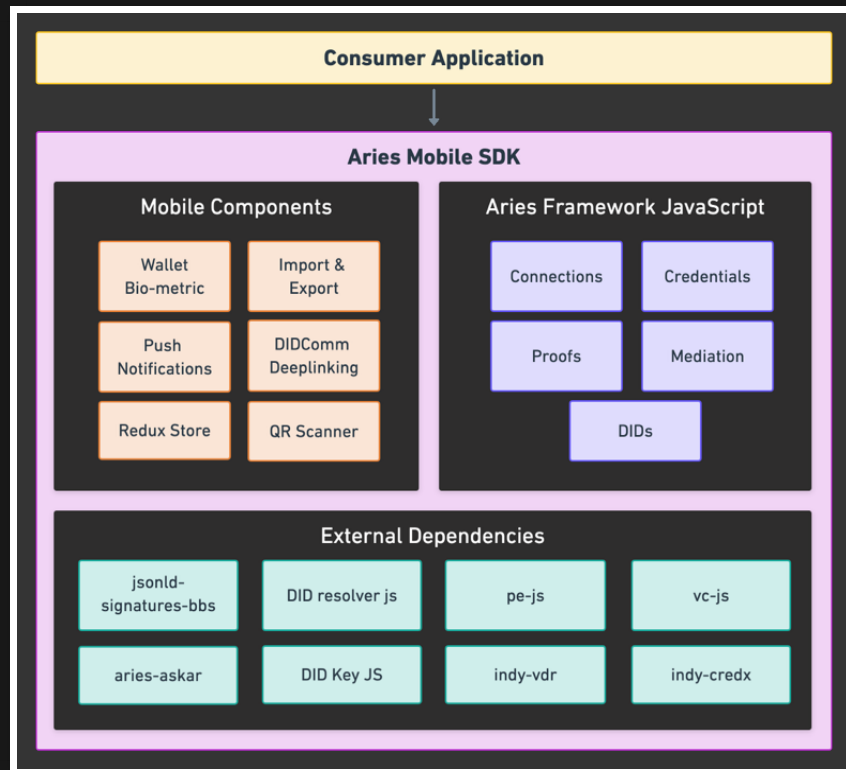 Consumer Application
Aries Mobile SDK
Mobile Components
Wallet
Bio-metric
Import &
Export
Push
Notifications
DIDComm
Deeplinking
Redux Store
QR Scanner
Aries Framework JavaScript
Connections
Credentials
Proofs
Mediation
DIDs
External Dependencies
jsonld-
signatures-bbs
DID resolver js
pe-js
vc-js
aries-askar
DID Key JS
indy-vdr
indy-credx